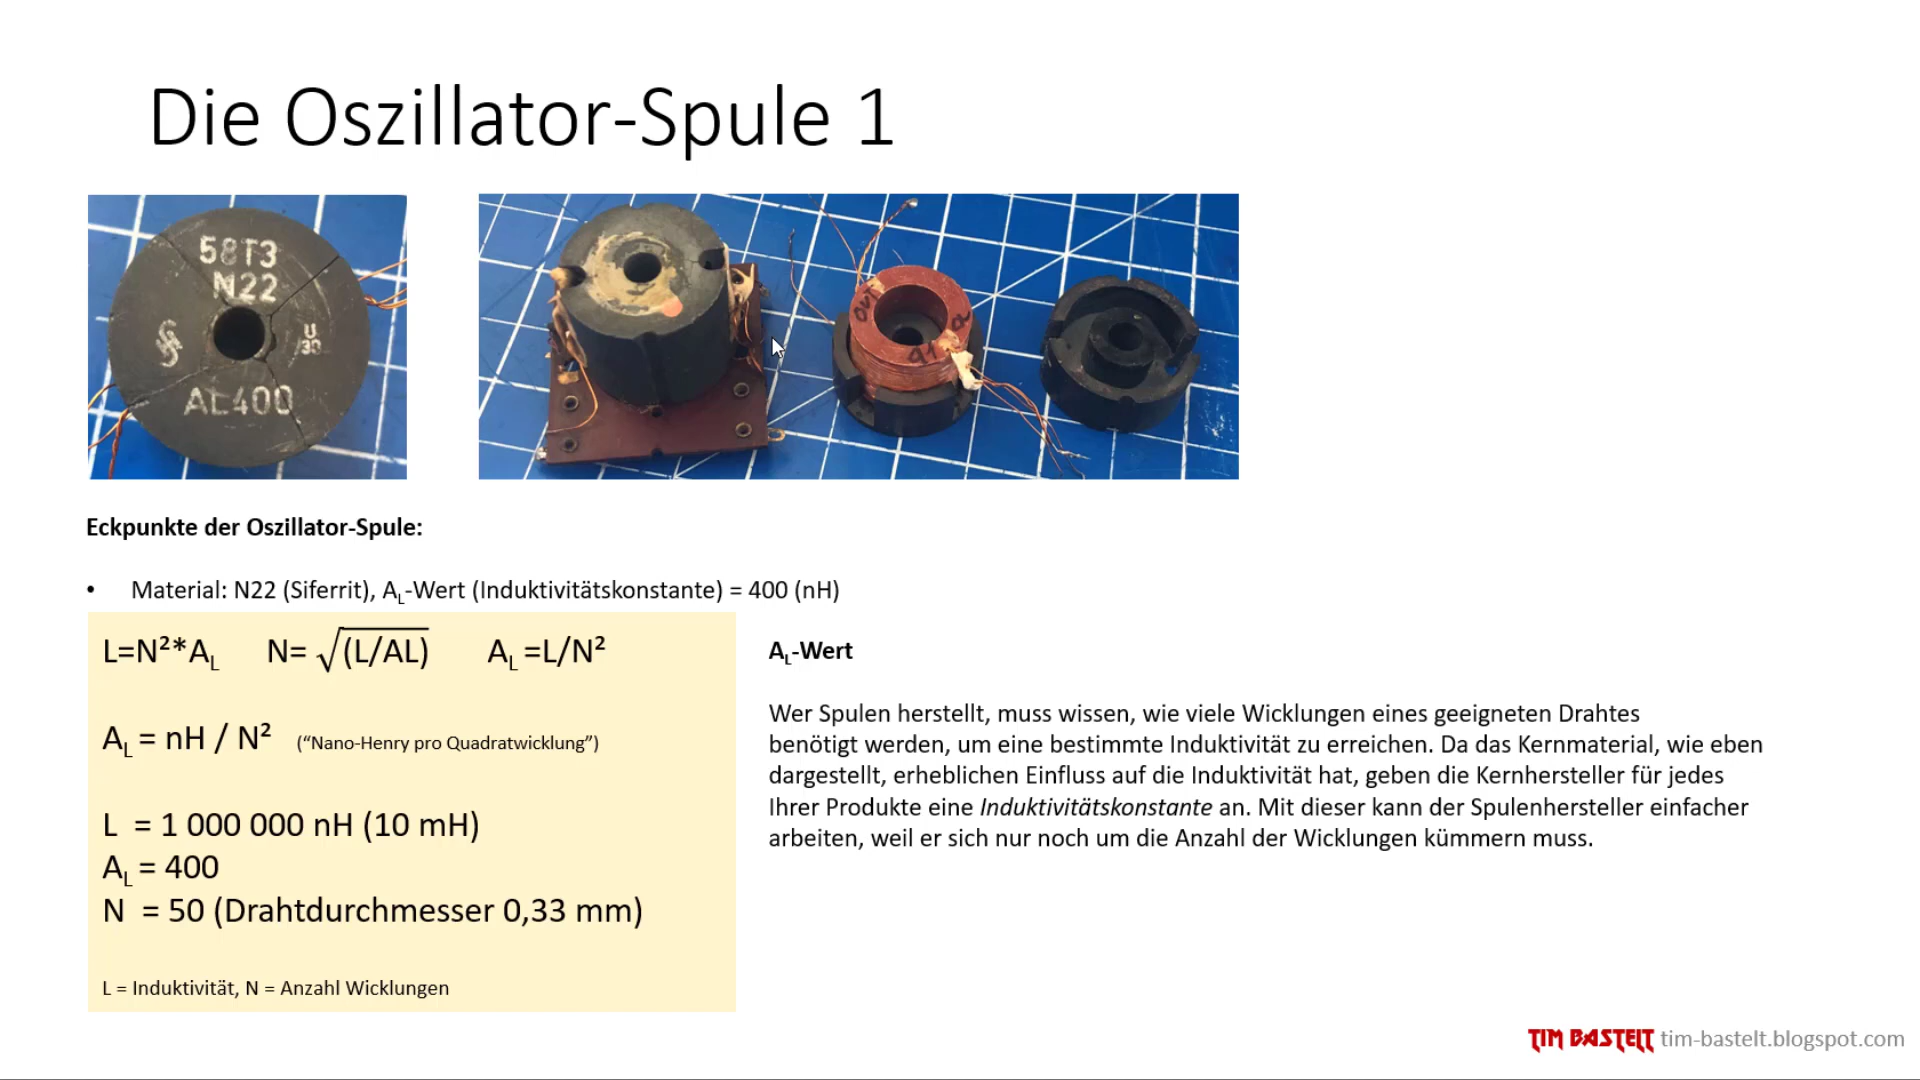 Die Oszillator-Spule 1
58T3
N22
U
33
AL400
out
a
a1
Eckpunkte der Oszillator-Spule:
• Material: N22 (Siferrit), AL-Wert (Induktivitätskonstante) = 400 (nH)
L=N²*AL N= √(L/AL) AL =L/N²
AL = nH / N² (“Nano-Henry pro Quadratwicklung”)
L = 1 000 000 nH (10 mH)
AL = 400
N = 50 (Drahtdurchmesser 0,33 mm)
L = Induktivität, N = Anzahl Wicklungen
AL-Wert
Wer Spulen herstellt, muss wissen, wie viele Wicklungen eines geeigneten Drahtes
benötigt werden, um eine bestimmte Induktivität zu erreichen. Da das Kernmaterial, wie eben
dargestellt, erheblichen Einfluss auf die Induktivität hat, geben die Kernhersteller für jedes
Ihrer Produkte eine Induktivitätskonstante an. Mit dieser kann der Spulenhersteller einfacher
arbeiten, weil er sich nur noch um die Anzahl der Wicklungen kümmern muss.
TIM BASTELT tim-bastelt.blogspot.com